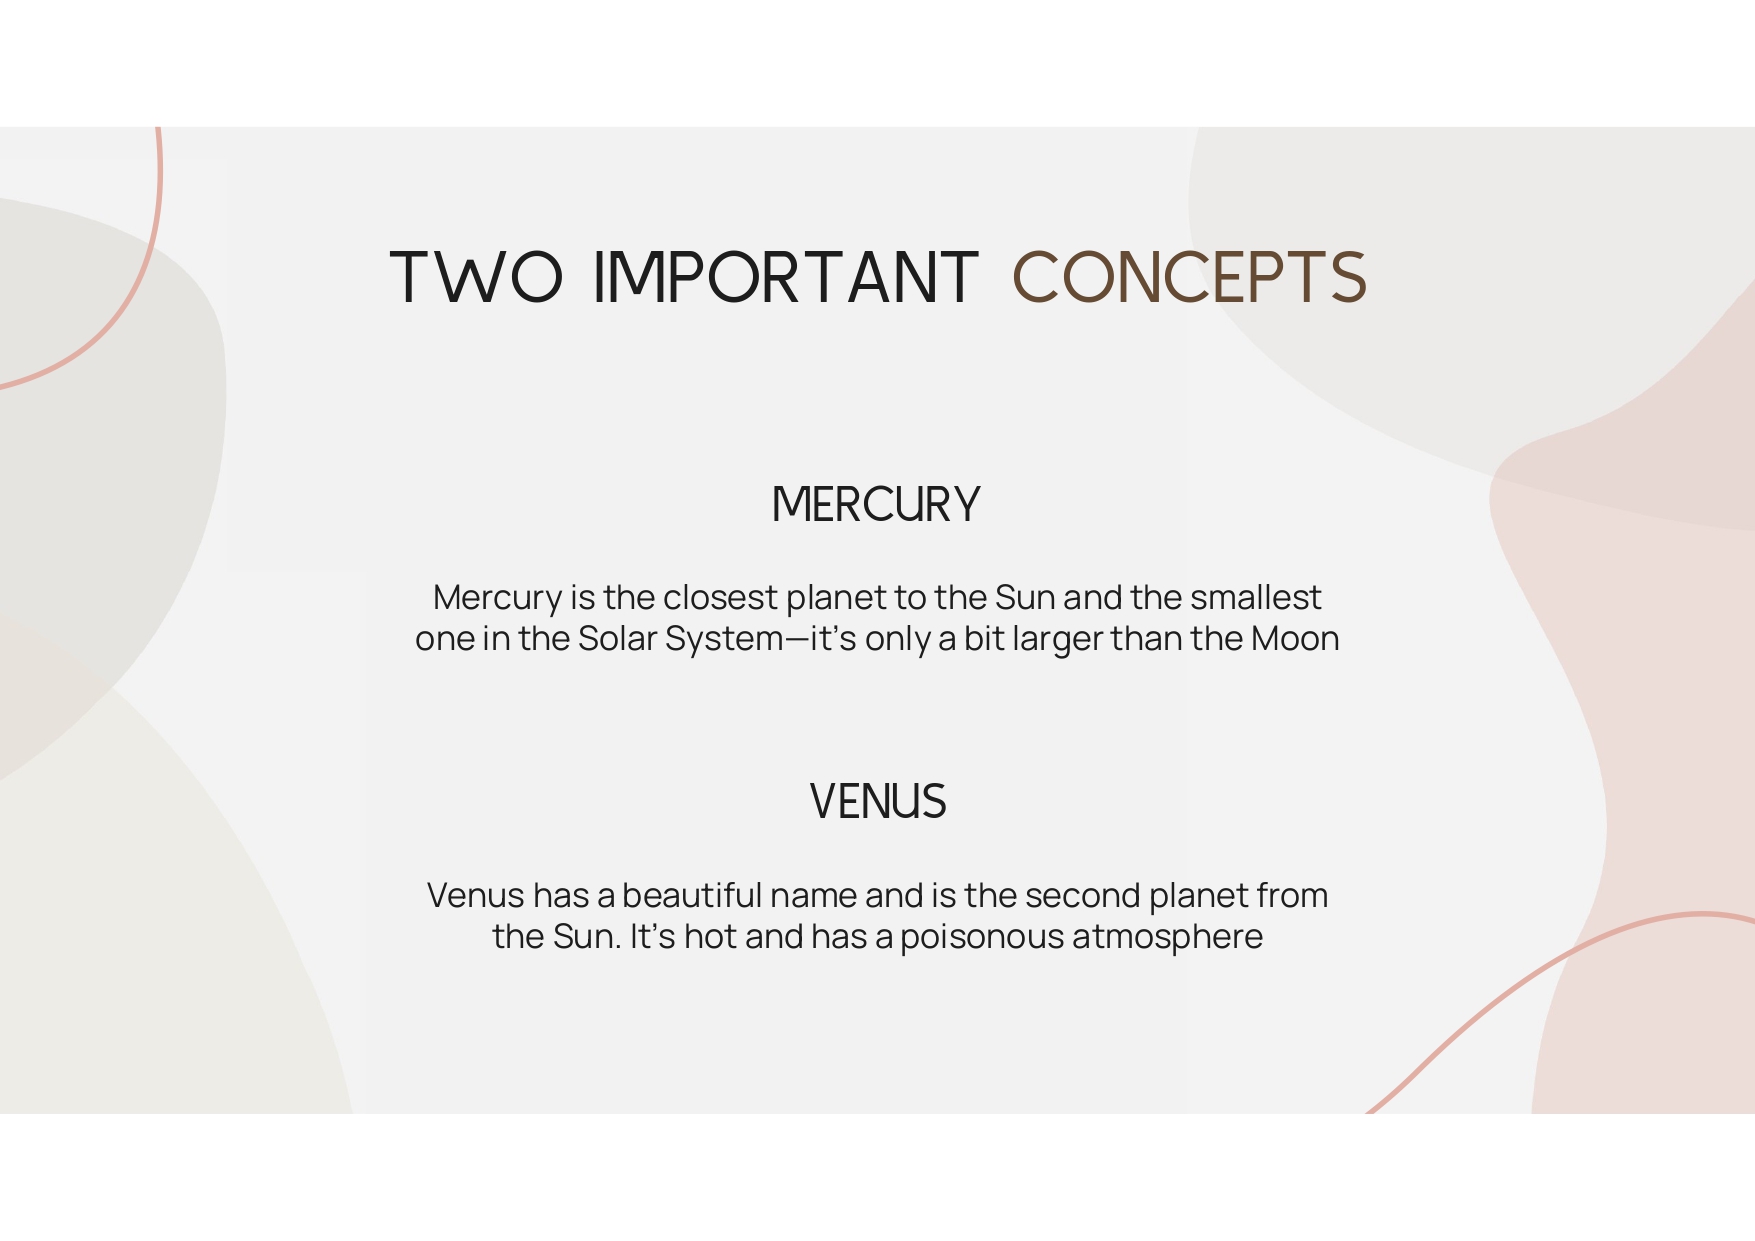 TWO IMPORTANT CONCEPTS
MERCURY
Mercury is the closest planet to the Sun and the smallest
one in the Solar System—it’s only a bit larger than the Moon
VENUS
Venus has a beautiful name and is the second planet from
the Sun. It’s hot and has a poisonous atmosphere